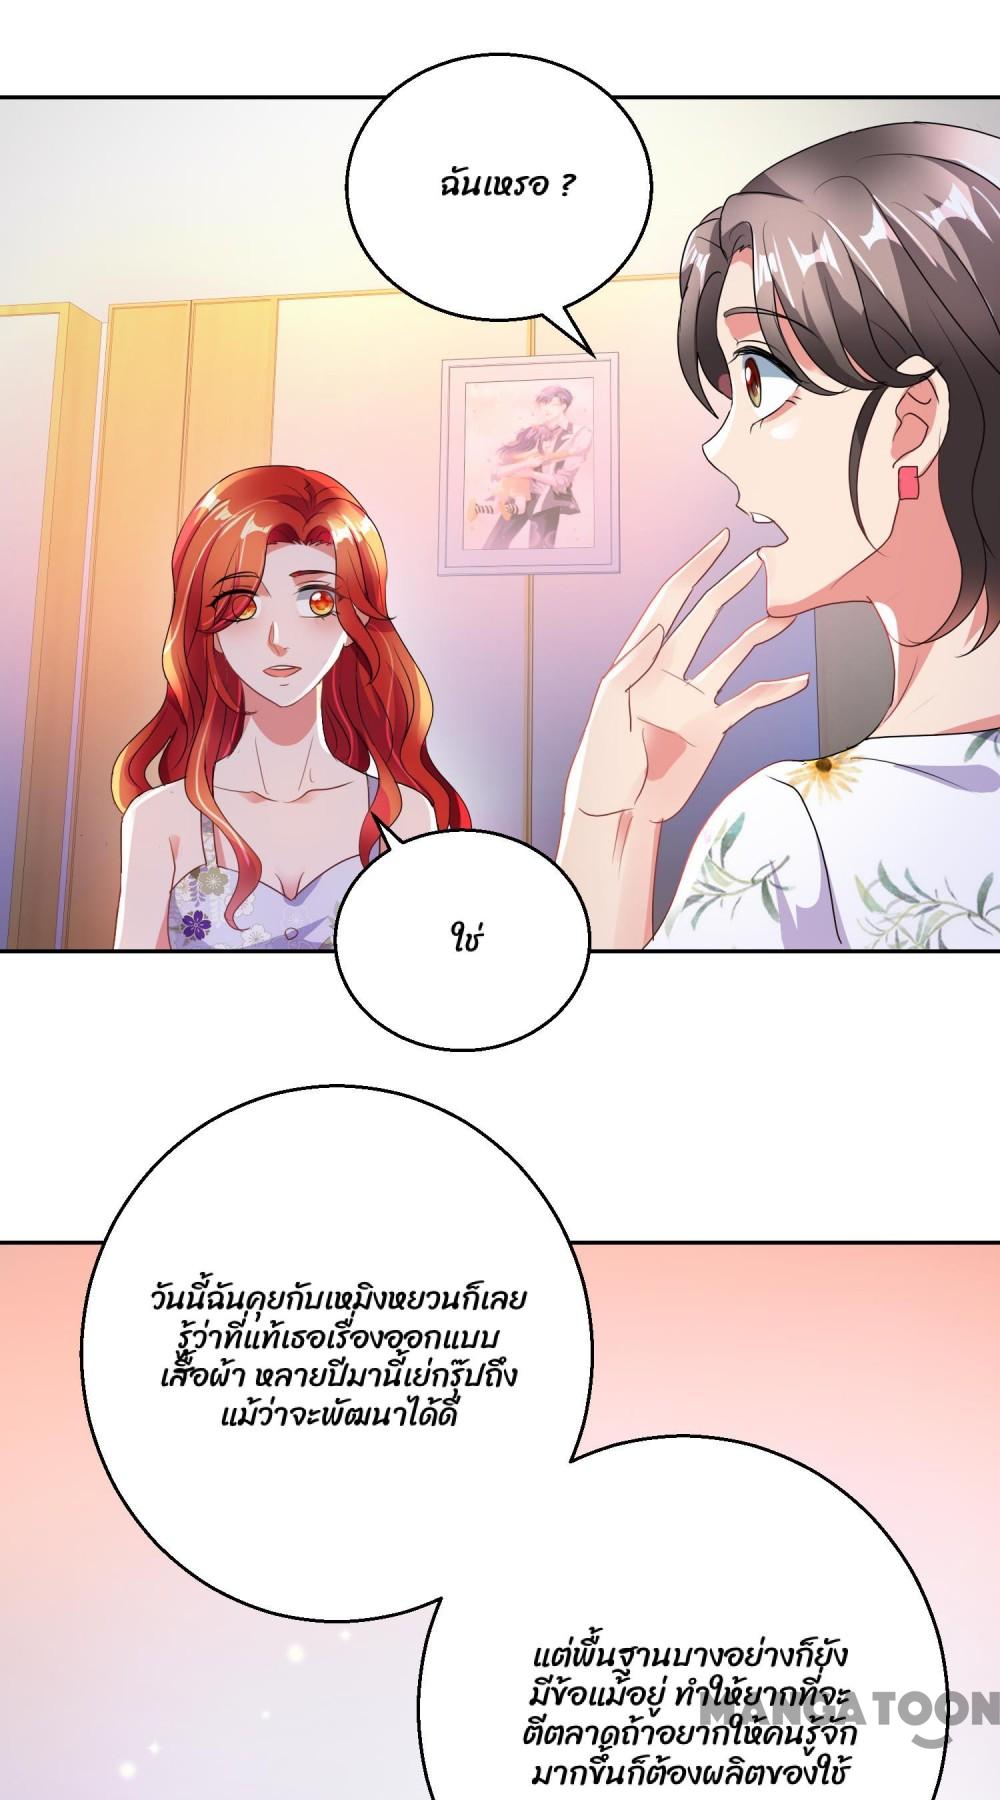 ฉันเหรอ ?
ใช่
วันนี้ฉันคุยกับเหมิงหยวนก็เลย
รู้ว่าที่แท้เธอเรื่องออกแบบ
เสื้อผ้า หลายปีมานี้เย่กรุ๊ปถึง
แม้ว่าจะพัฒนาได้ดี
แต่พื้นฐานบางอย่างก็ยัง
มีข้อแม้อยู่ ทำให้ยากที่จะ
ตีตลาดถ้าอยากให้คนรู้จัก
มากขึ้นก็ต้องผลิตของใช้
MANGATOON